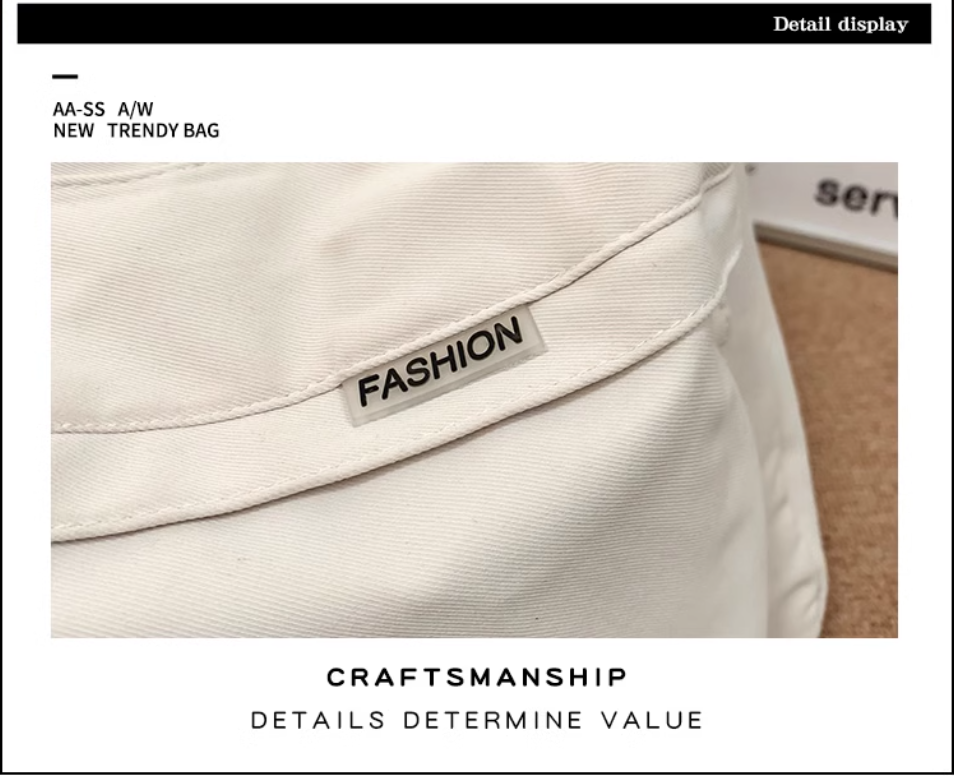 Detail display
AA-SS A/W
NEW TRENDY BAG
FASHION
CRAFTSMANSHIP
DETAILS DETERMINE VALUE